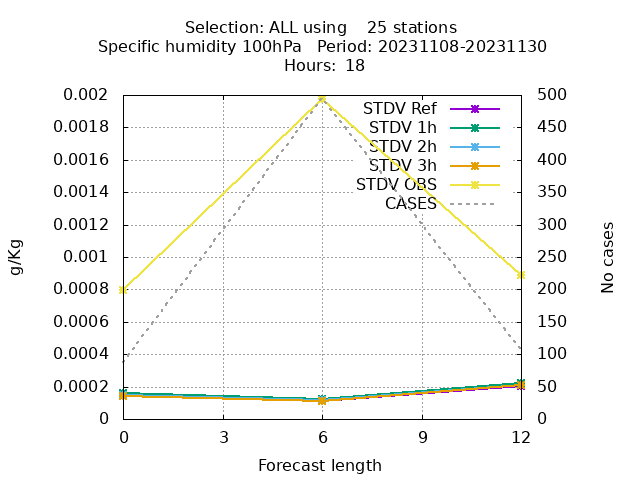 Selection: ALL using    25 stations
Specific humidity 100hPa   Period: 20231108-20231130
Hours: 18
STDV Ref
STDV 1h
STDV 2h
STDV 3h
STDV OBS
CASES
0.002
0.0018
0.0016
0.0014
0.0012
0.001
0.0008
0.0006
0.0004
0.0002
0
500
450
400
350
300
250
200
150
100
50
0
g/Kg
No cases
0 3 6 9 12
Forecast length